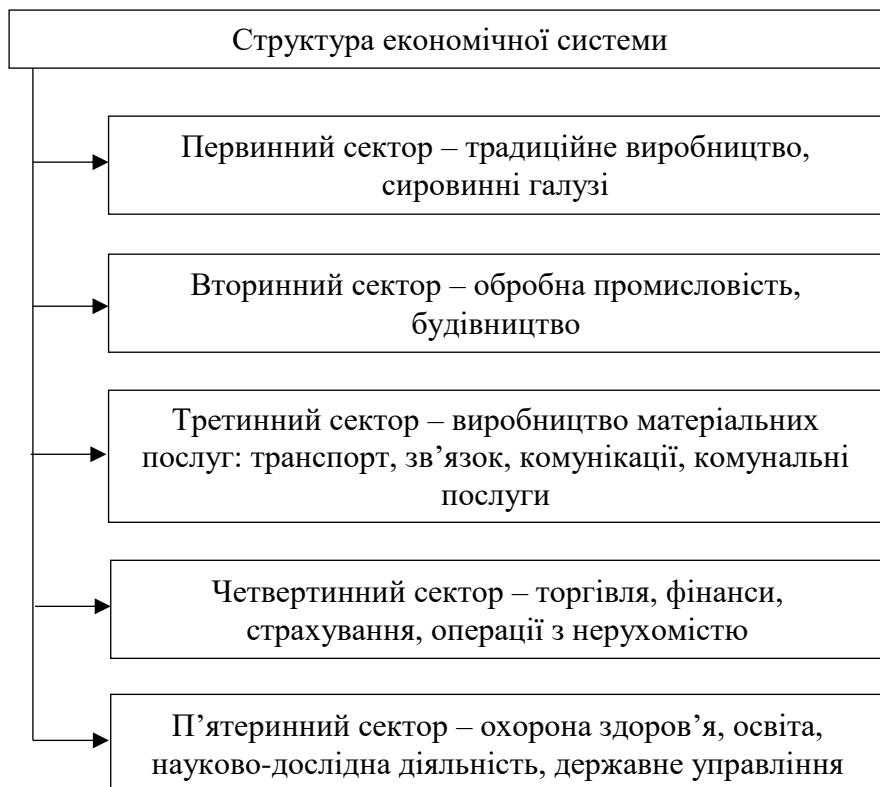 Структура економічної системи
Первинний сектор – традиційне виробництво,
сировинні галузі
Вторинний сектор – обробна промисловість,
будівництво
Третинний сектор – виробництво матеріальних
послуг: транспорт, зв’язок, комунікації, комунальні
послуги
Четвертинний сектор – торгівля, фінанси,
страхування, операції з нерухомістю
П’ятеринний сектор – охорона здоров’я, освіта,
науково-дослідна діяльність, державне управління